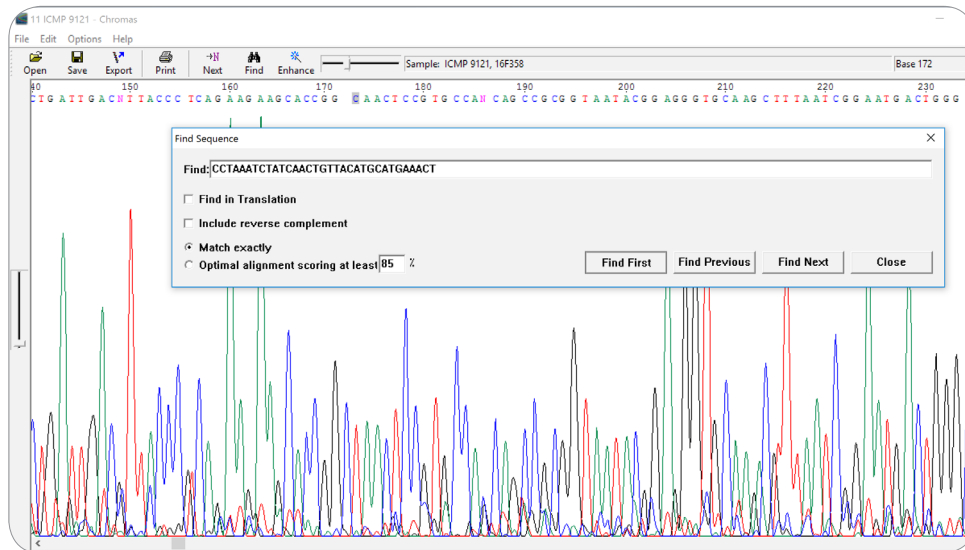 11 ICMP 9121 - Chromas
File Edit Options Help
Open Save Export Print Next Find Enhance Sample: ICMP 9121, 16F358 Base 172
40 150 160 170 180 190 200 210 220 230
CTGATTGACNTTACCCTCAGAAGAAGCACCGG CAACTCCGTGCCANCAGCCGCGGTAATACGGAGGGTGCAAGCTTTAATCGGAATGACTGGG
Find Sequence
Find: CCTAAATCTATCAACTGTTACATGCATGAAACT
Find in Translation
Include reverse complement
Match exactly
Optimal alignment scoring at least 85 %
Find First Find Previous Find Next Close